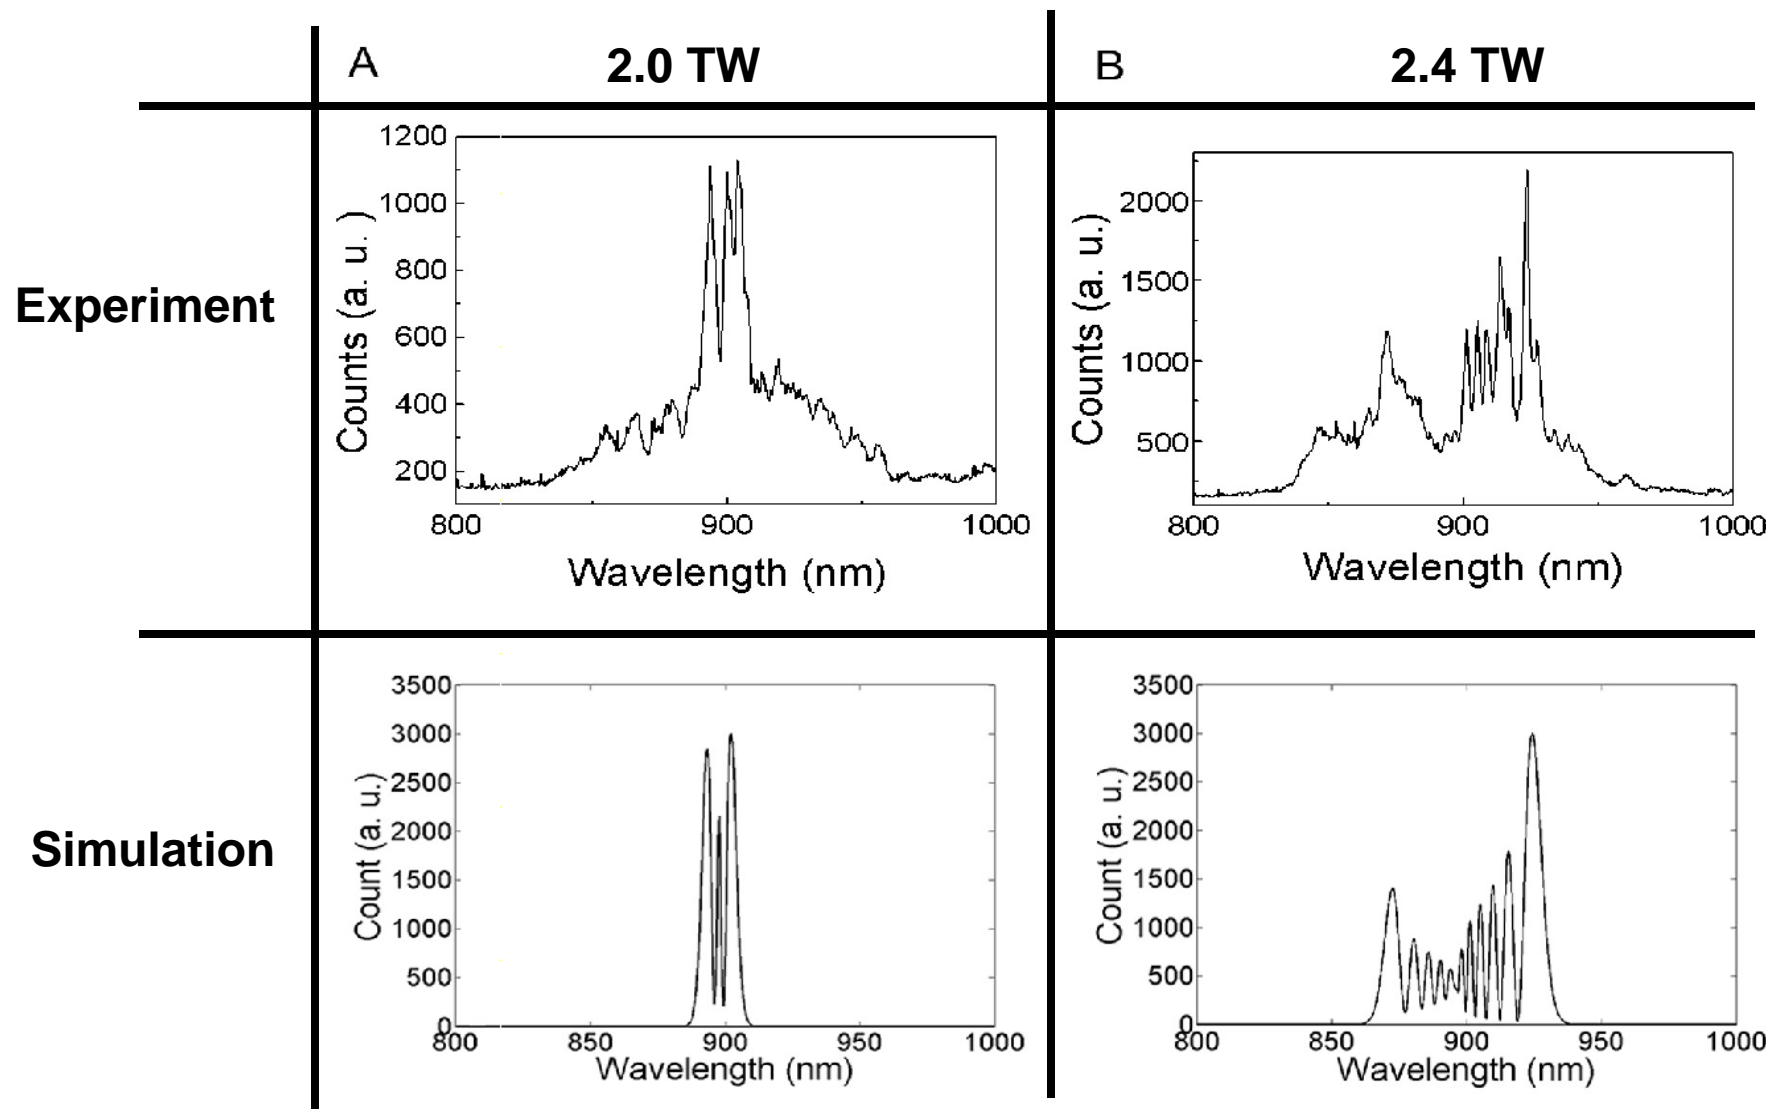 A 2.0 TW B 2.4 TW
Experiment
1200
1000
800
600
400
200
Counts (a. u. )
800 900 1000
Wavelength (nm)
2000
1500
1000
500
Counts (a. u.)
800 900 1000
Wavelength (nm)
Simulation
3500
3000
2500
2000
1500
1000
500
0
Count (a. u.)
800 850 900 950 1000
Wavelength (nm)
3500
3000
2500
2000
1500
1000
500
0
Count (a. u.)
800 850 900 950 1000
Wavelength (nm)